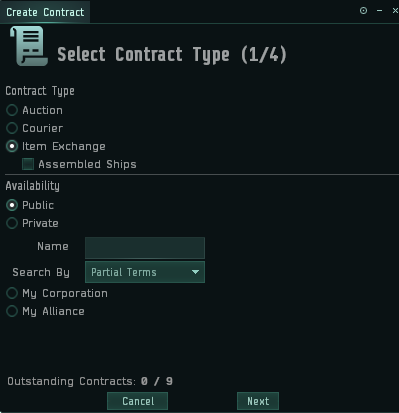 Create Contract
Select Contract Type (1/4)
Contract Type
Auction
Courier
Item Exchange
Assembled Ships
Availability
Public
Private
Name
Search By Partial Terms
My Corporation
My Alliance
Outstanding Contracts: 0 / 9
Cancel Next